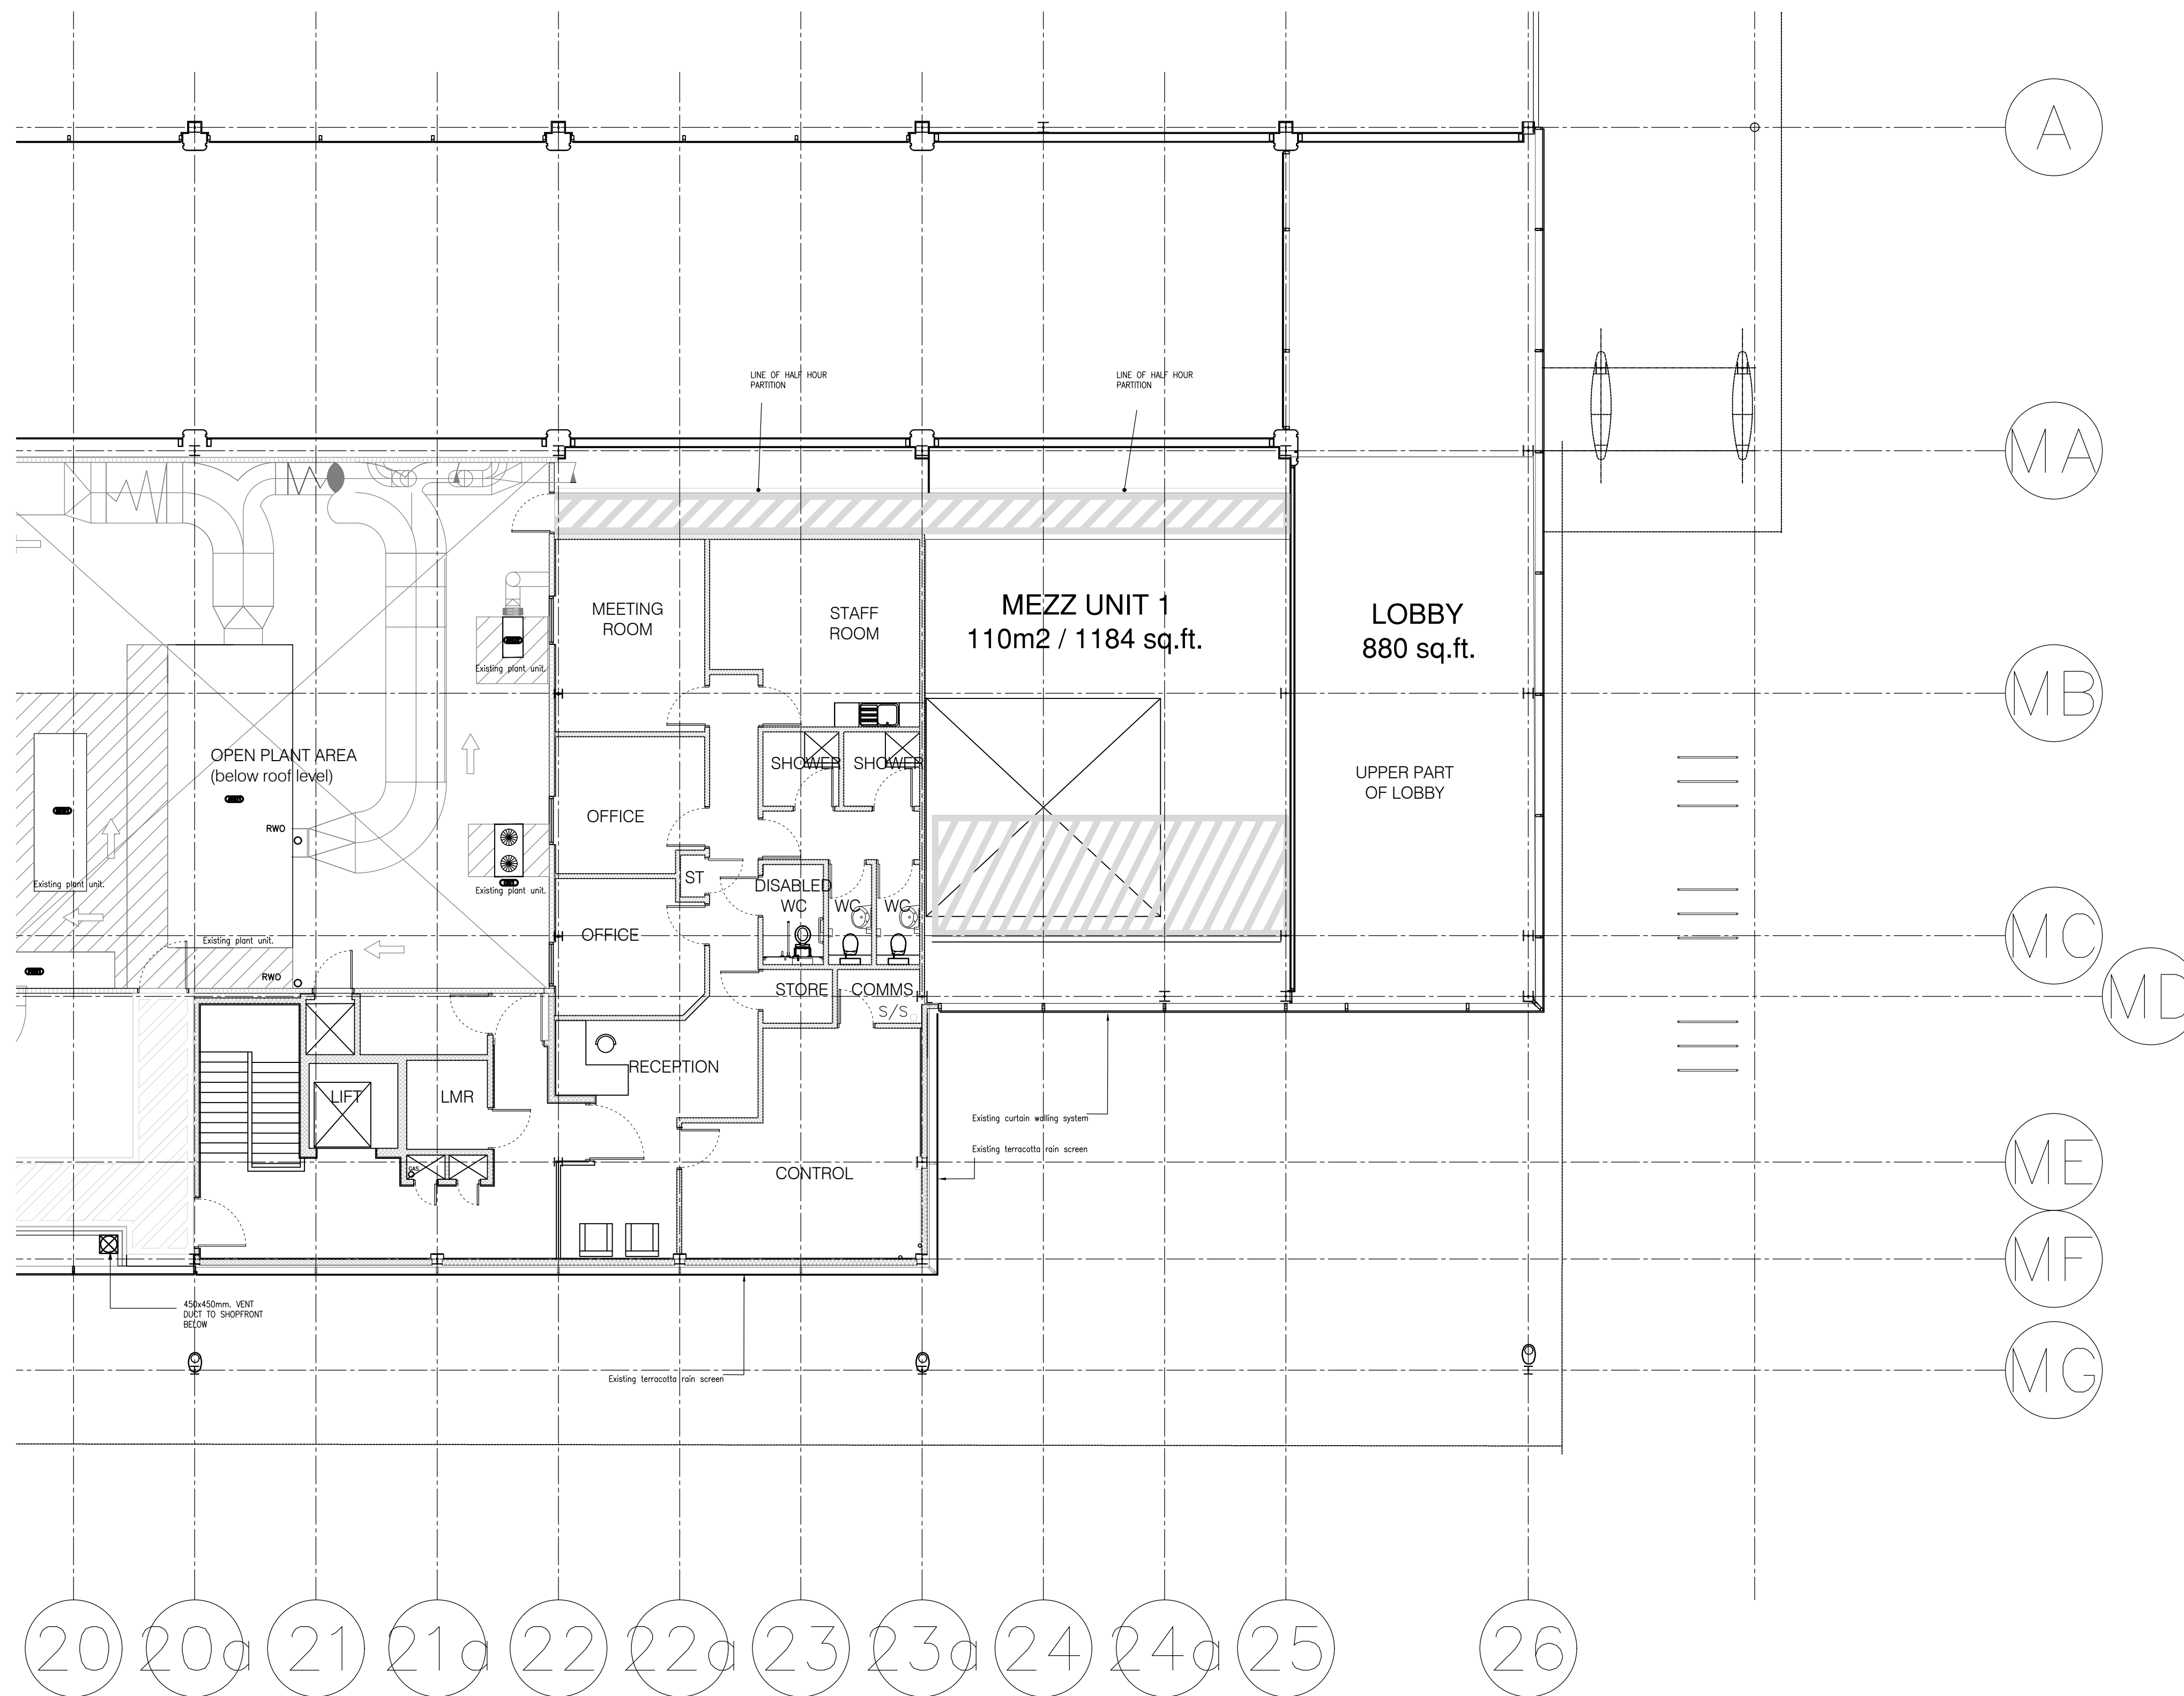 A
LINE OF HALF HOUR
PARTITION
LINE OF HALF HOUR
PARTITION
MA
MEETING
ROOM
STAFF
ROOM
MEZZ UNIT 1
110m2 / 1184 sq.ft.
LOBBY
880 sq.ft.
Existing plant unit.
MB
OPEN PLANT AREA
(below roof level)
SHOWER
SHOWER
UPPER PART
OF LOBBY
OFFICE
RWO
Existing plant unit.
Existing plant unit.
ST
DISABLED
WC
WC
WC
OFFICE
Existing plant unit.
MC
RWO
STORE
COMMS
S/S
MD
RECEPTION
LIFT
LMR
Existing curtain walling system
Existing terracotta rain screen
GAS
CONTROL
ME
MF
450x450mm. VENT
DUCT TO SHOPFRONT
BELOW
Existing terracotta rain screen
MG
20
20a
21
21a
22
22a
23
23a
24
24a
25
26